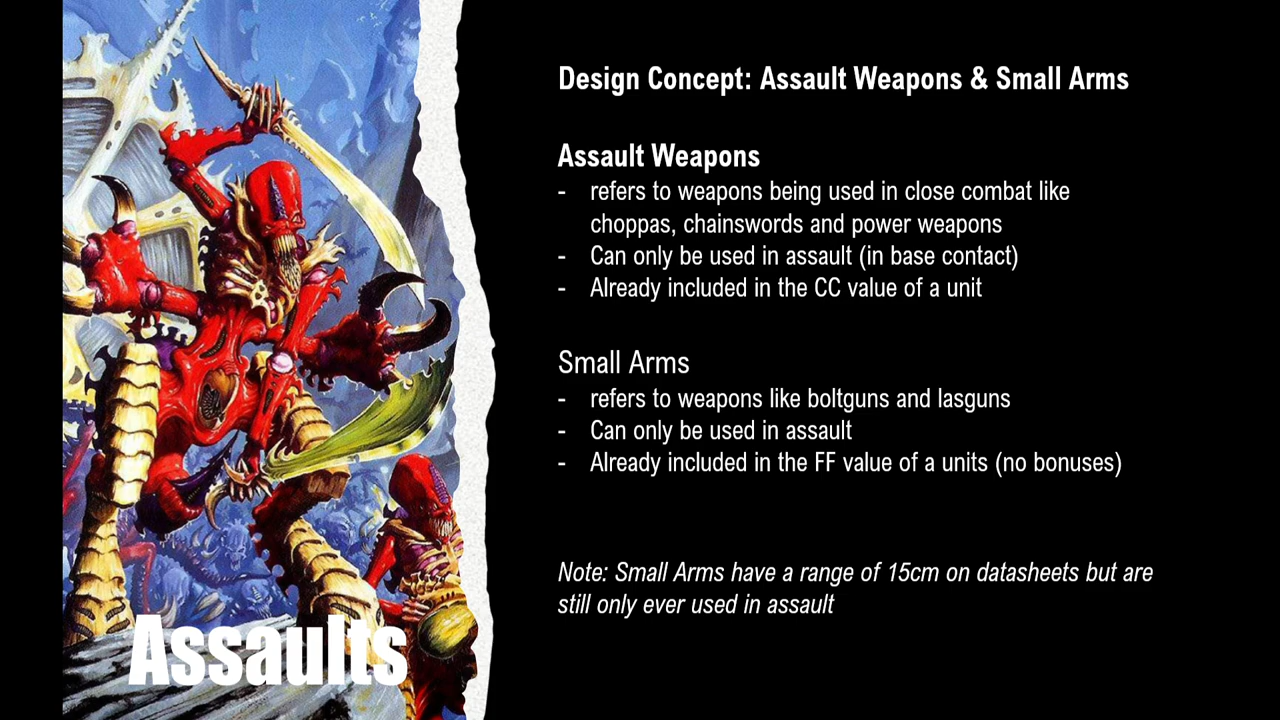 Design Concept: Assault Weapons & Small Arms
Assault Weapons
- refers to weapons being used in close combat like
choppas, chainswords and power weapons
- Can only be used in assault (in base contact)
- Already included in the CC value of a unit
Small Arms
- refers to weapons like boltguns and lasguns
- Can only be used in assault
- Already included in the FF value of a units (no bonuses)
Note: Small Arms have a range of 15cm on datasheets but are
still only ever used in assault
Assaults